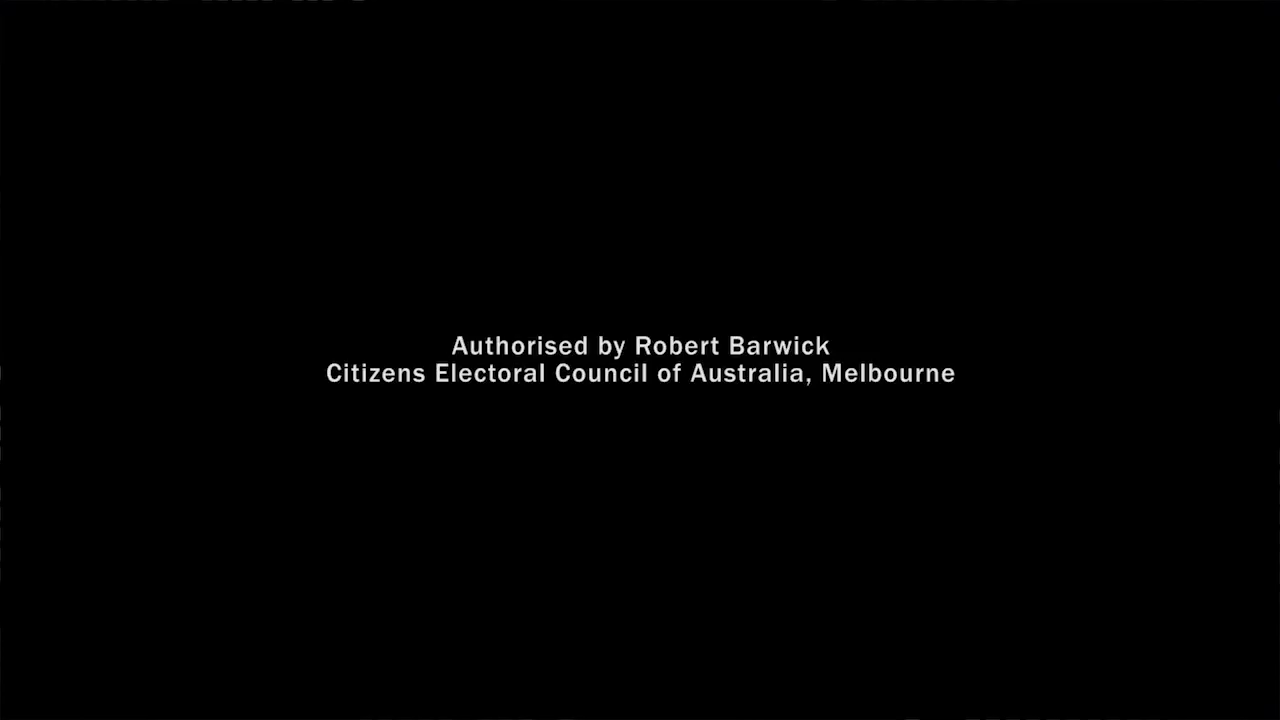 Authorised by Robert Barwick
Citizens Electoral Council of Australia, Melbourne